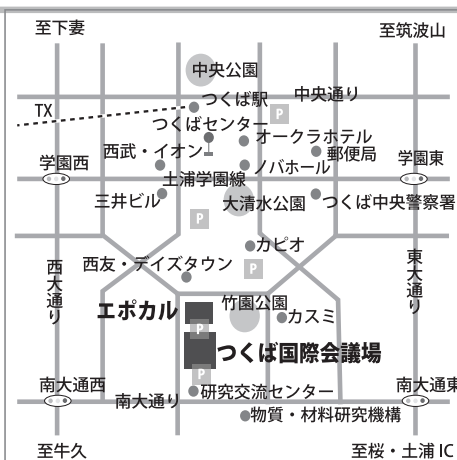 至下妻
至筑波山
中央公園
つくば駅
中央通り
TX
P
つくばセンター
オークラホテル
西武・イオン
郵便局
学園西
ノバホール
学園東
土浦学園線
三井ビル
大清水公園
つくば中央警察署
P
カピオ
西大通り
西友・デイズタウン
P
東大通り
エポカル
竹園公園
カスミ
P
つくば国際会議場
P
南大通西
研究交流センター
南大通東
南大通り
物質・材料研究機構
至牛久
至桜・土浦 IC